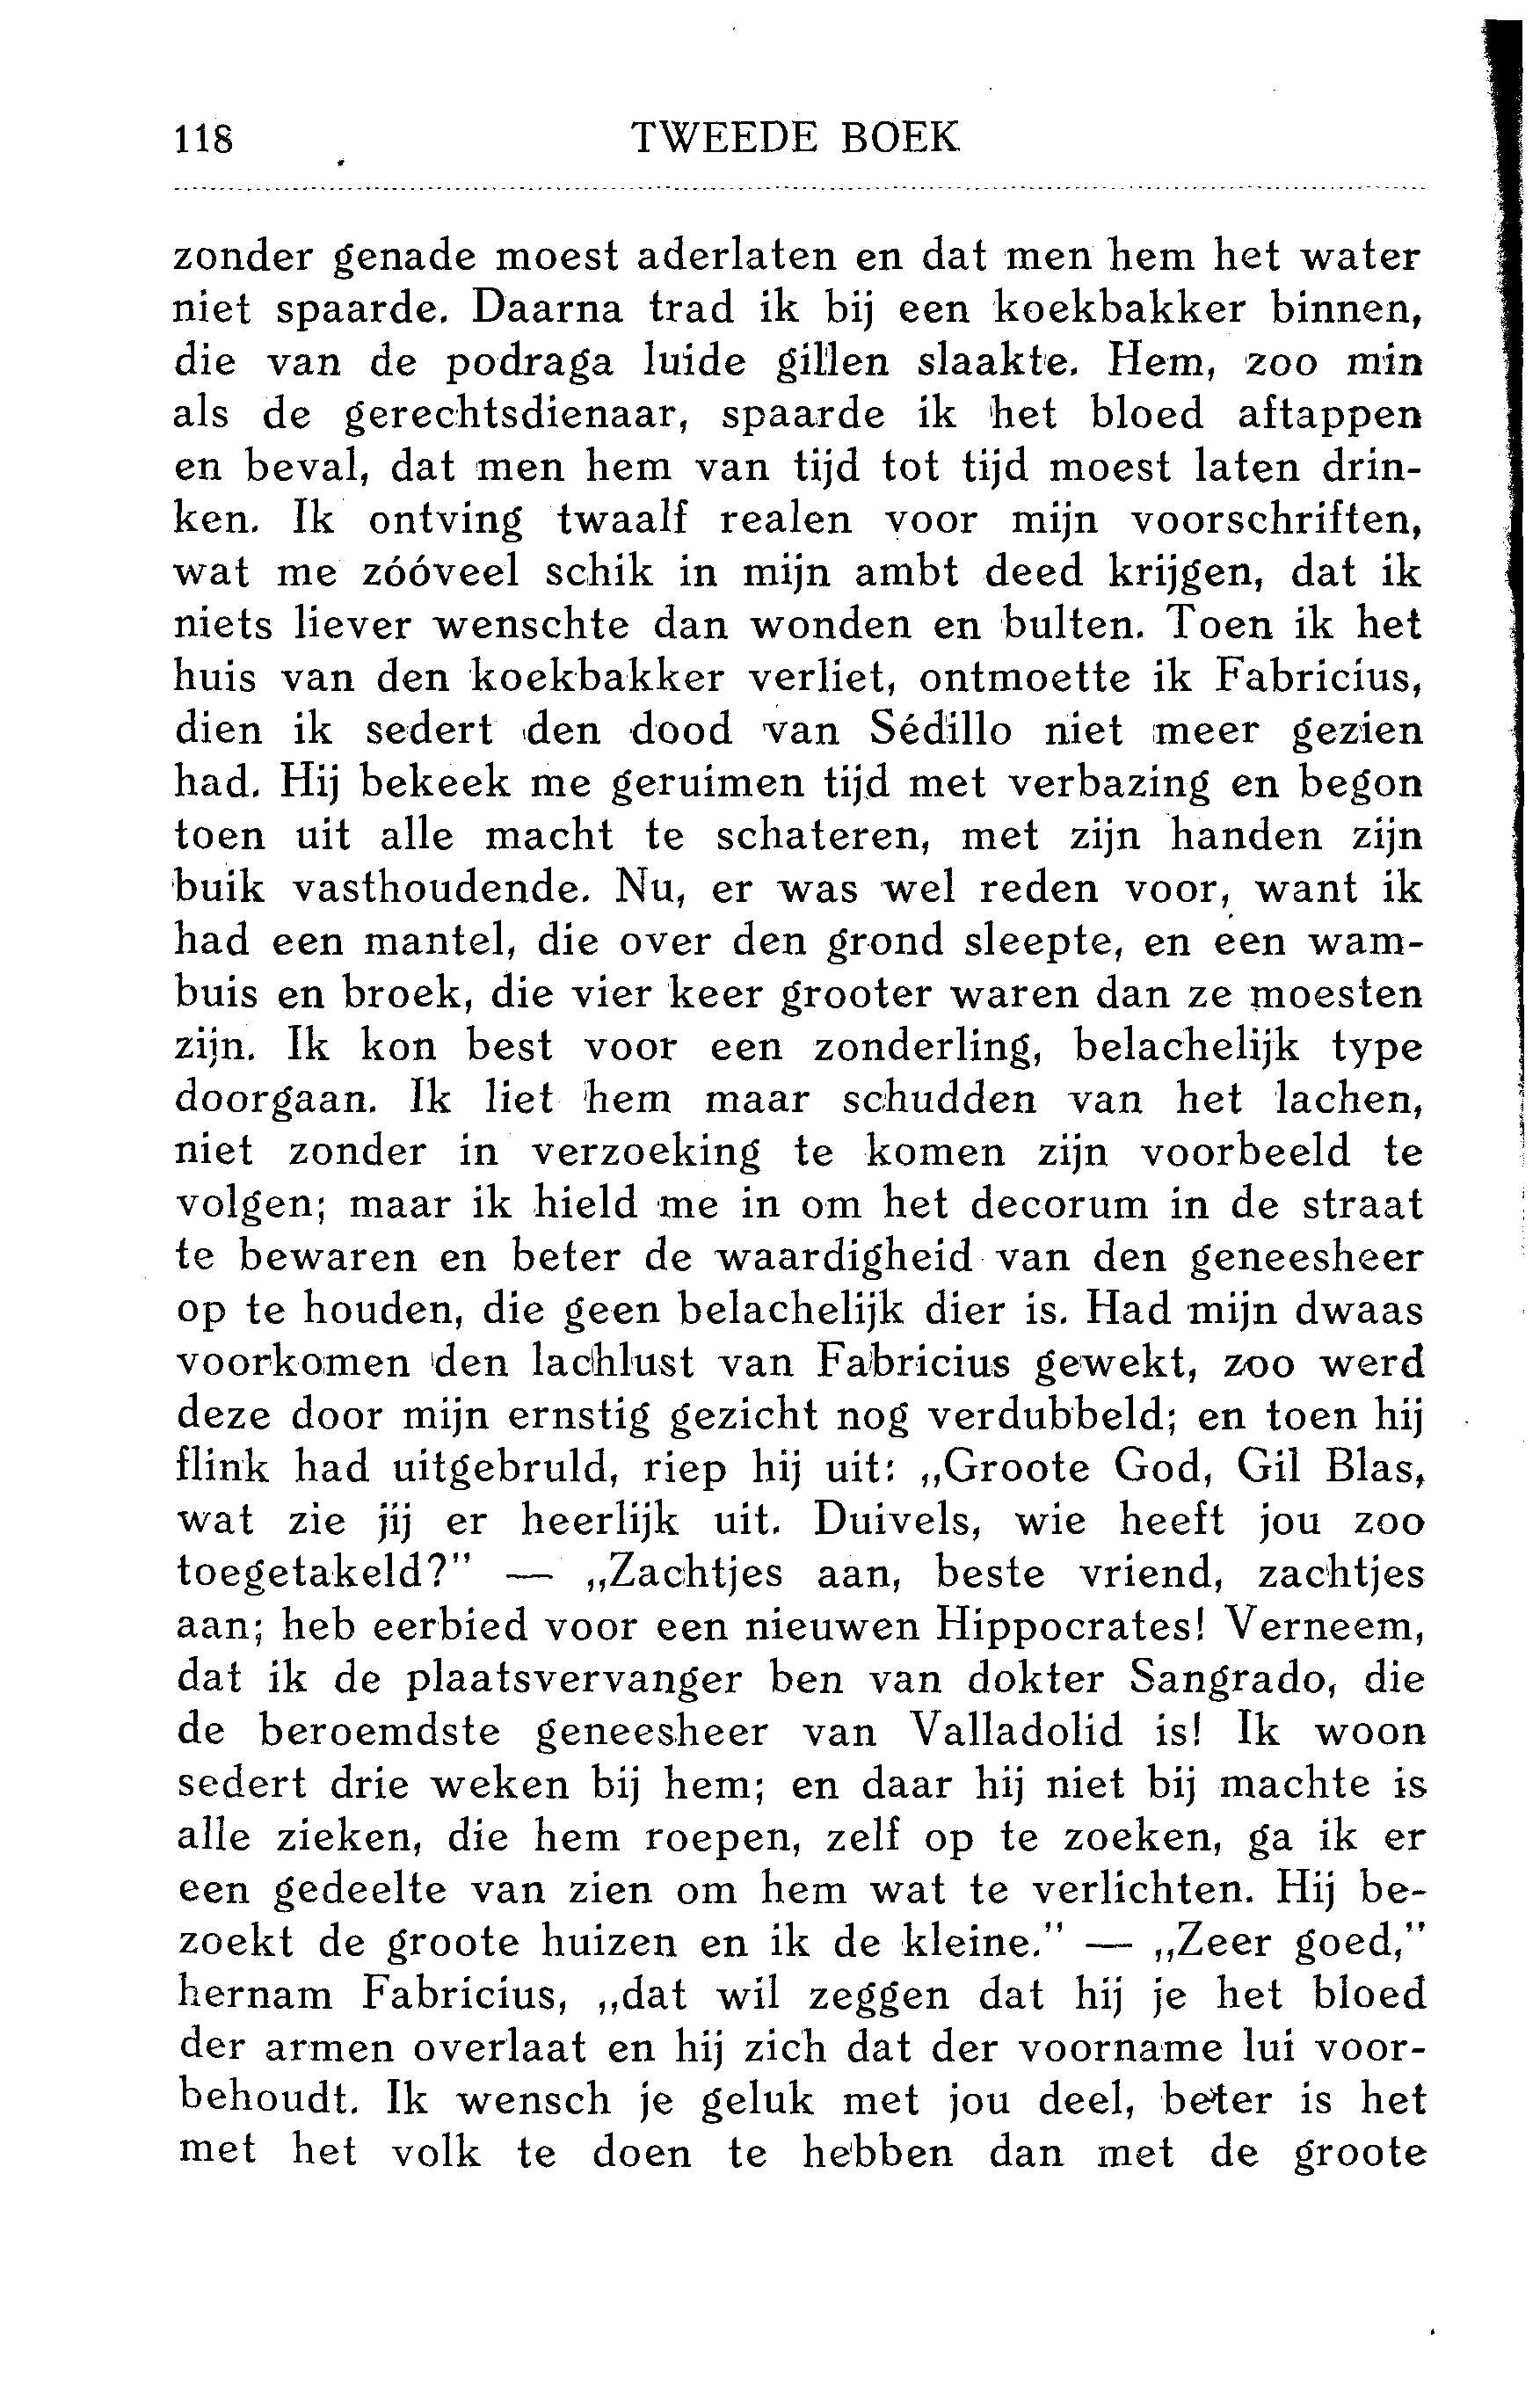 118 TWEEDE BOEK
zonder genade moest aderlaten en dat men hem het water
niet spaarde. Daarna trad ik bij een koekbakker binnen,
die van de podraga luide gillen slaakte. Hem, zoo min
als de gerechtsdienaar, spaarde ik het bloed aftappen
en beval, dat men hem van tijd tot tijd moest laten drin-
ken. Ik ontving twaalf realen voor mijn voorschriften,
wat me zóóveel schik in mijn ambt deed krijgen, dat ik
niets liever wenschte dan wonden en bulten. Toen ik het
huis van den koekbakker verliet, ontmoette ik Fabricius,
dien ik sedert den dood van Sédillo niet meer gezien
had. Hij bekeek me geruimen tijd met verbazing en begon
toen uit alle macht te schateren, met zijn handen zijn
buik vasthoudende. Nu, er was wel reden voor, want ik
had een mantel, die over den grond sleepte, en een wam-
buis en broek, die vier keer grooter waren dan ze moesten
zijn. Ik kon best voor een zonderling, belachelijk type
doorgaan. Ik liet hem maar schudden van het lachen,
niet zonder in verzoeking te komen zijn voorbeeld te
volgen; maar ik hield me in om het decorum in de straat
te bewaren en beter de waardigheid van den geneesheer
op te houden, die geen belachelijk dier is. Had mijn dwaas
voorkomen den lachlust van Fabricius gewekt, zoo werd
deze door mijn ernstig gezicht nog verdubbeld; en toen hij
flink had uitgebruld, riep hij uit: „Groote God, Gil Blas,
wat zie jij er heerlijk uit. Duivels, wie heeft jou zoo
toegetakeld?" — „Zachtjes aan, beste vriend, zachtjes
aan; heb eerbied voor een nieuwen Hippocrates! Verneem,
dat ik de plaatsvervanger ben van dokter Sangrado, die
de beroemdste geneesheer van Valladolid is! Ik woon
sedert drie weken bij hem; en daar hij niet bij machte is
alle zieken, die hem roepen, zelf op te zoeken, ga ik er
een gedeelte van zien om hem wat te verlichten. Hij be-
zoekt de groote huizen en ik de kleine." — „Zeer goed,"
hernam Fabricius, „dat wil zeggen dat hij je het bloed
der armen overlaat en hij zich dat der voorname lui voor-
behoudt. Ik wensch je geluk met jou deel, beter is het
met het volk te doen te hebben dan met de groote